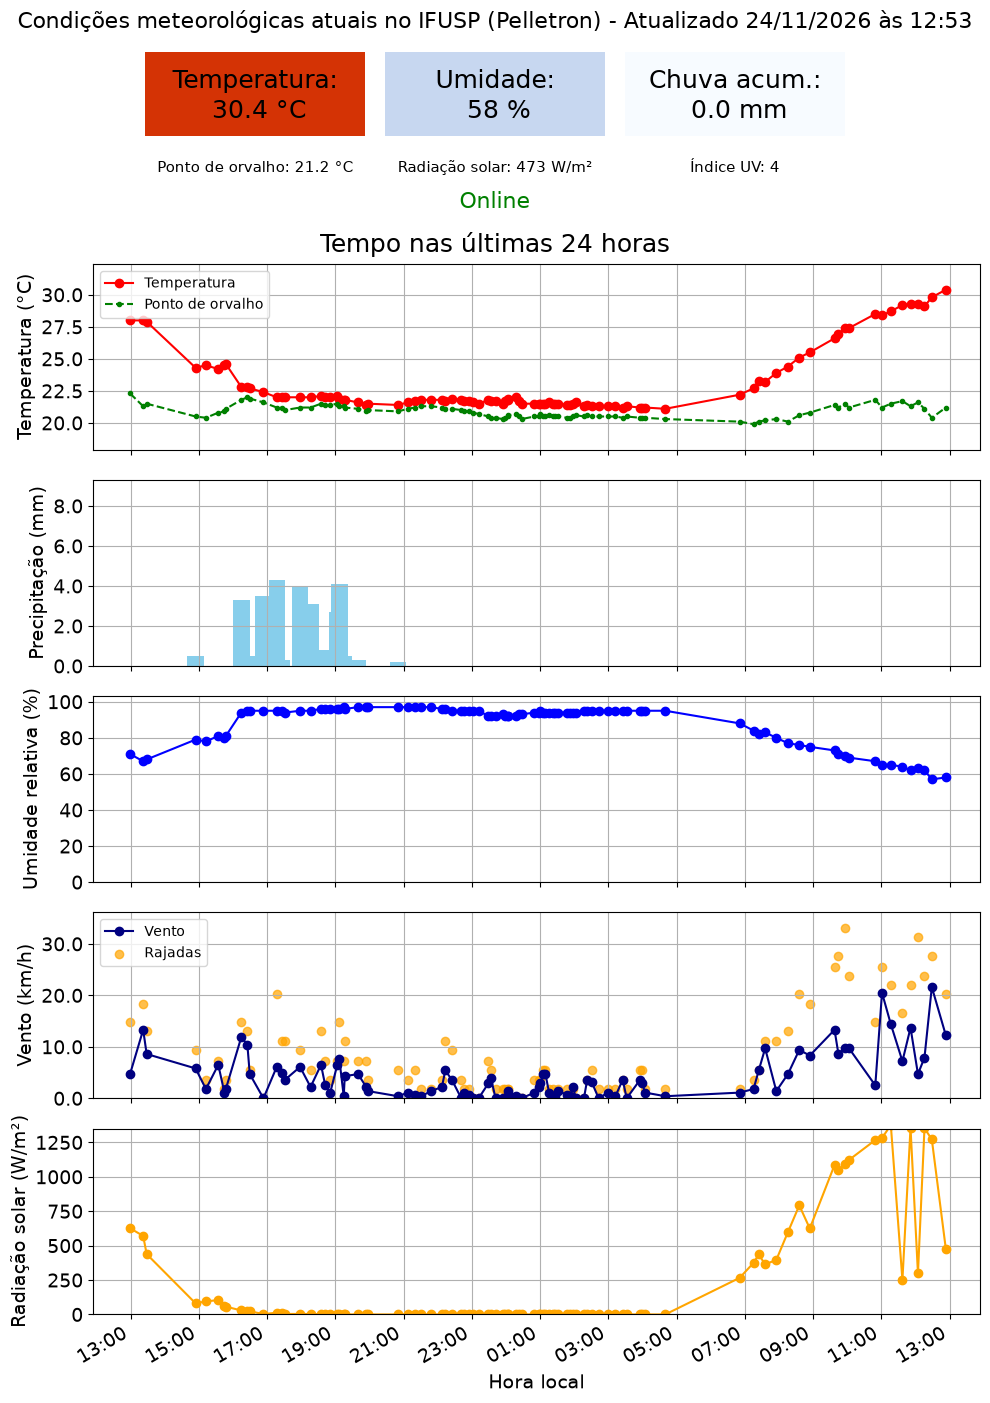 Condições meteorológicas atuais no IFUSP (Pelletron) - Atualizado 24/11/2026 às 12:53
Temperatura:
30.4 °C
Umidade:
58 %
Chuva acum.:
0.0 mm
Ponto de orvalho: 21.2 °C
Radiação solar: 473 W/m²
Índice UV: 4
Online
Tempo nas últimas 24 horas
Temperatura (°C)
30.0
27.5
25.0
22.5
20.0
Temperatura
Ponto de orvalho
Precipitação (mm)
8.0
6.0
4.0
2.0
0.0
Umidade relativa (%)
100
80
60
40
20
0
Vento (km/h)
30.0
20.0
10.0
0.0
Vento
Rajadas
Radiação solar (W/m²)
1250
1000
750
500
250
0
13:00
15:00
17:00
19:00
21:00
23:00
01:00
03:00
05:00
07:00
09:00
11:00
13:00
Hora local